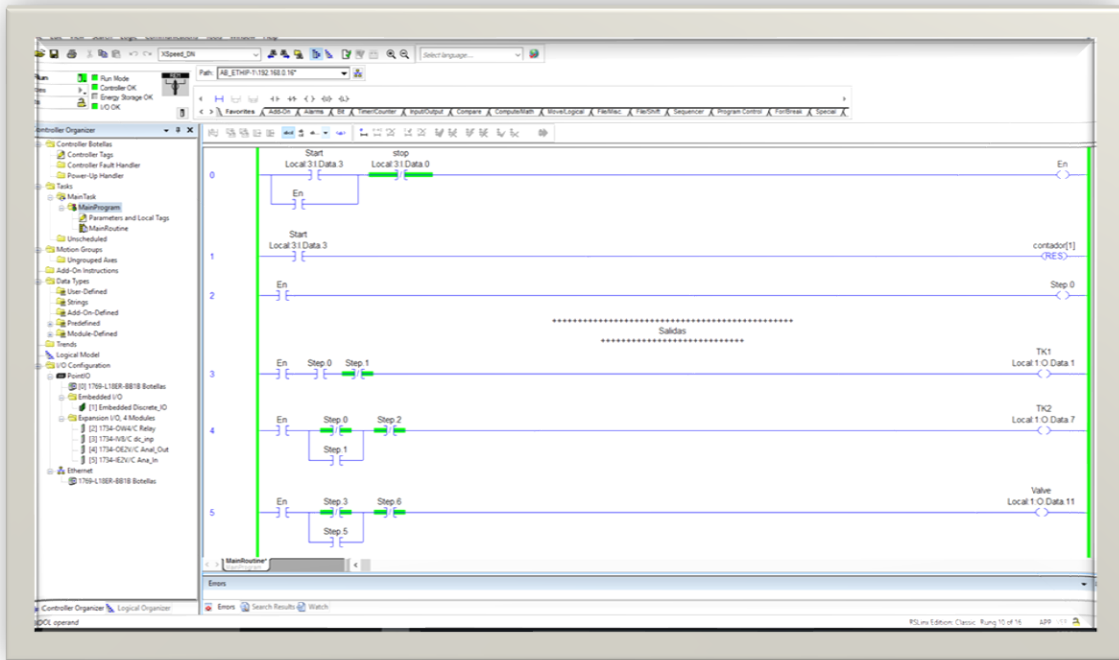 XSpeed_DN
Select language...
Run
Run Mode
Controller OK
Energy Storage OK
I/O OK
Path: AB_ETHIP-1\192.168.0.16*
Favorites Add-On Alarms Bit Timer/Counter Input/Output Compare Compute/Math Move/Logical File/Misc. File/Shift Sequencer Program Control For/Break Special
Controller Organizer
Controller Botellas
Controller Tags
Controller Fault Handler
Power-Up Handler
Tasks
MainTask
MainProgram
Parameters and Local Tags
MainRoutine
Unscheduled
Motion Groups
Ungrouped Axes
Add-On Instructions
Data Types
User-Defined
Strings
Add-On-Defined
Predefined
Module-Defined
Trends
Logical Model
I/O Configuration
PointIO
[0] 1769-L18ER-BB1B Botellas
Embedded I/O
[1] Embedded Discrete_IO
Expansion I/O, 4 Modules
[2] 1734-OW4/C Relay
[3] 1734-IV8/C dc_inp
[4] 1734-OE2V/C Anal_Out
[5] 1734-IE2V/C Ana_In
Ethernet
1769-L18ER-BB1B Botellas
Start stop
Local:3:I.Data.3 Local:3:I.Data.0 En
0
En
Start
Local:3:I.Data.3 contador[1]
1 RES
En Step.0
2
************************************************
Salidas
*****************************
TK1
En Step.0 Step.1 Local:1:O.Data.1
3
TK2
En Step.0 Step.2 Local:1:O.Data.7
4
Step.1
Valve
En Step.3 Step.6 Local:1:O.Data.11
5
Step.5
MainRoutine*
MainProgram
Errors
Controller Organizer Logical Organizer
Errors Search Results Watch
BOOL operand
RSLinx Edition: Classic Rung 10 of 16 APP